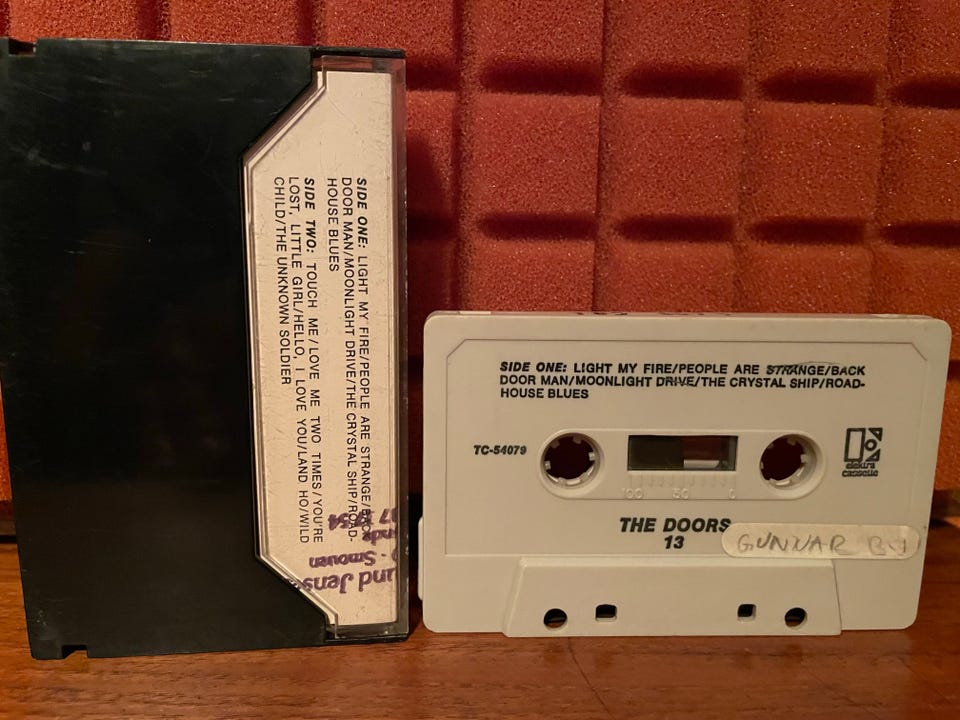 SIDE ONE: LIGHT MY FIRE/PEOPLE ARE STRANGE/BACK
DOOR MAN/MOONLIGHT DRIVE/THE CRYSTAL SHIP/ROAD-
HOUSE BLUES
SIDE TWO: TOUCH ME/LOVE ME TWO TIMES/YOU'RE
LOST, LITTLE GIRL/HELLO, I LOVE YOU/LAND HO/WILD
CHILD/THE UNKNOWN SOLDIER
SIDE ONE: LIGHT MY FIRE/PEOPLE ARE STRANGE/BACK
DOOR MAN/MOONLIGHT DRIVE/THE CRYSTAL SHIP/ROAD-
HOUSE BLUES
TC-54079
elektra
cassette
100 50 0
THE DOORS
13
GUNNAR